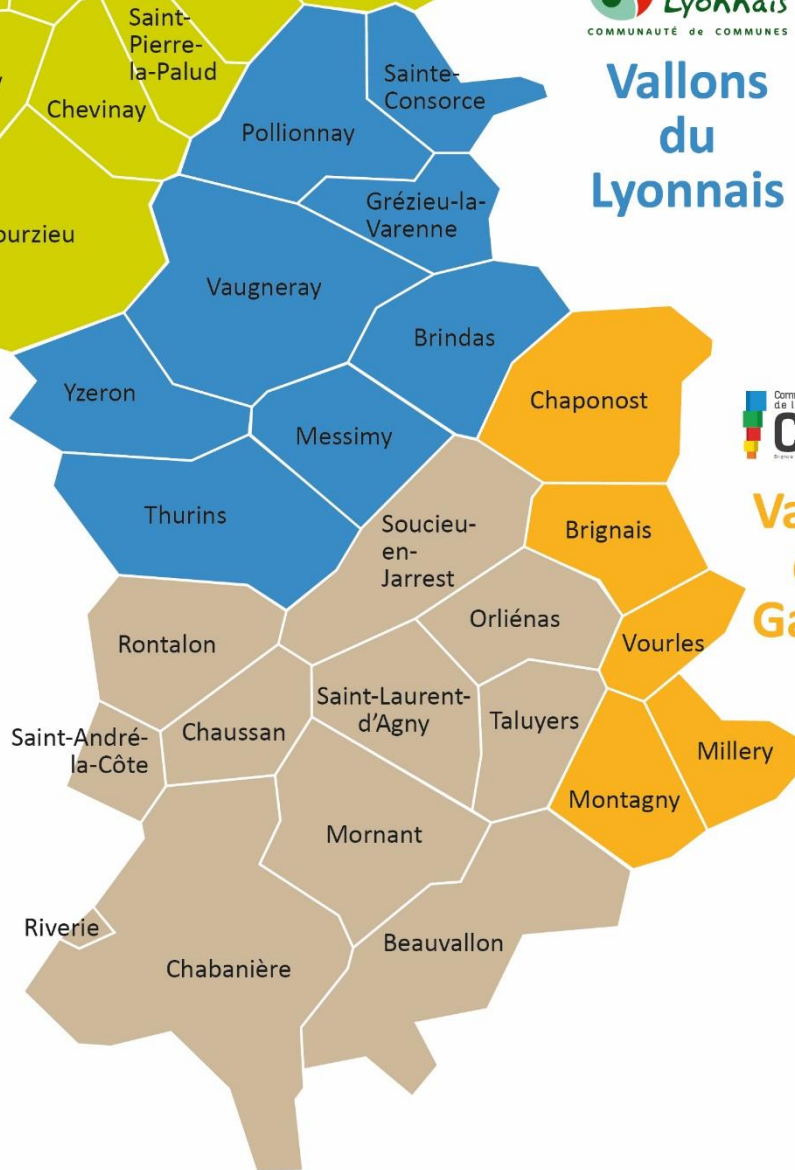 Lyonnais
COMMUNAUTÉ de COMMUNES
Vallons
du
Lyonnais
Saint-
Pierre-
la-Palud
Chevinay
Sainte-
Consorce
Pollionnay
Grézieu-la-
Varenne
ourzieu
Vaugneray
Brindas
Yzeron
Chaponost
Messimy
Thurins
Soucieu-
en-
Jarrest
Brignais
Va
Ga
Orliénas
Rontalon
Vourles
Saint-Laurent-
d'Agny
Taluyers
Chaussan
Saint-André-
la-Côte
Millery
Montagny
Mornant
Riverie
Beauvallon
Chabanière